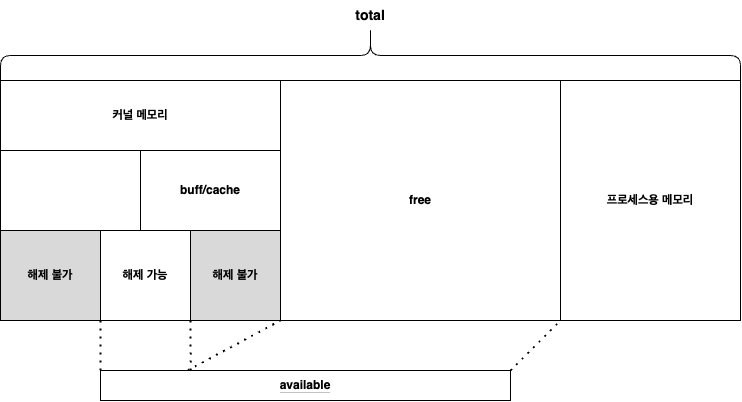 total
커널 메모리
buff/cache
free
프로세스용 메모리
해제 불가
해제 가능
해제 불가
available